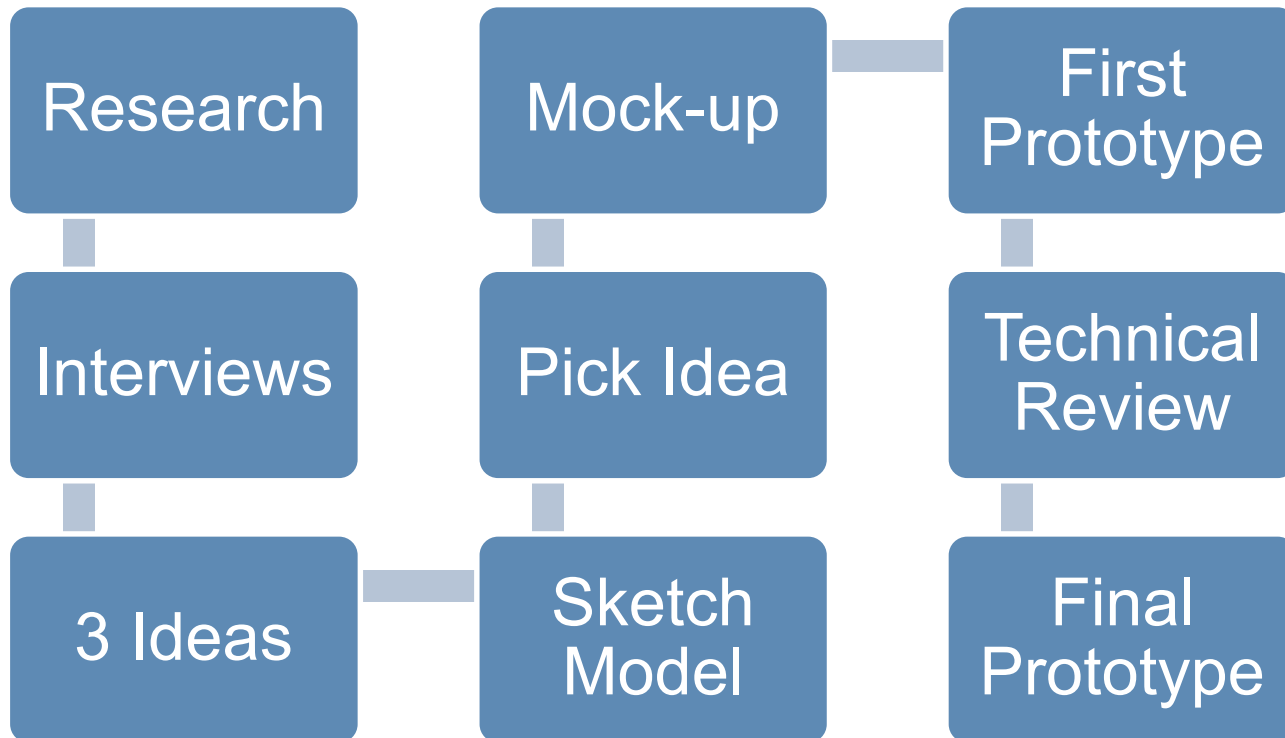 Research
Interviews
3 Ideas
Sketch
Model
Pick Idea
Mock-up
First
Prototype
Technical
Review
Final
Prototype